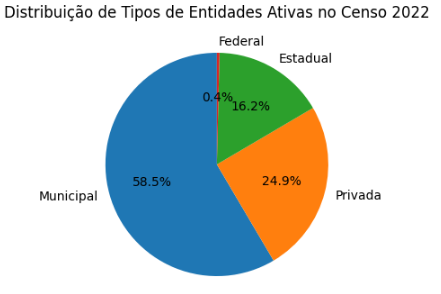 Distribuição de Tipos de Entidades Ativas no Censo 2022
Federal
Estadual
0.4%
16.2%
58.5%
24.9%
Municipal
Privada